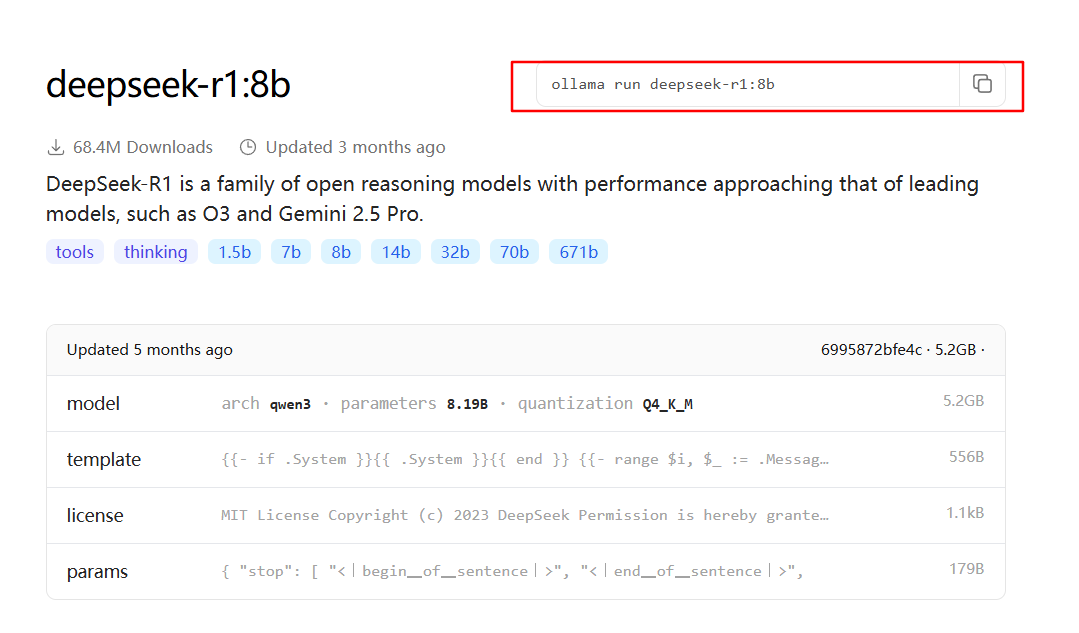 deepseek-r1:8b
ollama run deepseek-r1:8b
68.4M Downloads Updated 3 months ago
DeepSeek-R1 is a family of open reasoning models with performance approaching that of leading
models, such as O3 and Gemini 2.5 Pro.
tools thinking 1.5b 7b 8b 14b 32b 70b 671b
Updated 5 months ago 6995872bfe4c · 5.2GB ·
model arch qwen3 · parameters 8.19B · quantization Q4_K_M 5.2GB
template {{- if .System }}{{ .System }}{{ end }} {{- range $i, $_ := .Messag… 556B
license MIT License Copyright (c) 2023 DeepSeek Permission is hereby grante… 1.1kB
params { "stop": [ "<｜begin▁of▁sentence｜>", "<｜end▁of▁sentence｜>", 179B